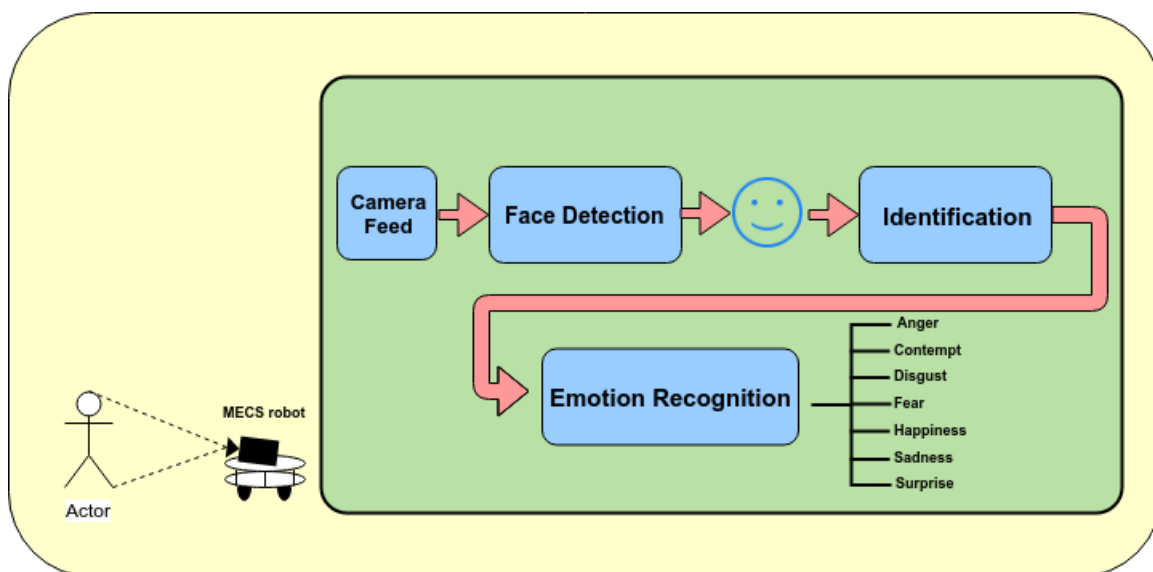 Camera
Feed
Face Detection
Identification
Emotion Recognition
Anger
Contempt
Disgust
Fear
Happiness
Sadness
Surprise
MECS robot
Actor